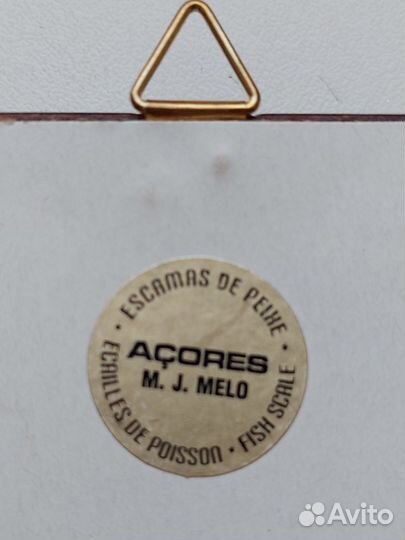 • ESCAMAS DE PEIXE •
AÇORES
M. J. MELO
ECAILLES DE POISSON • FISH SCALE
Avito